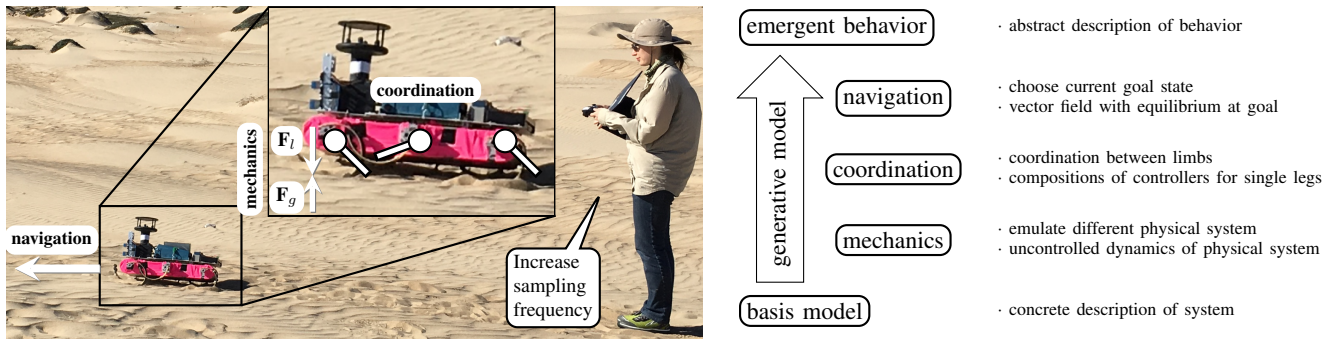 coordination
mechanics
F_l
F_g
navigation
Increase
sampling
frequency
emergent behavior
· abstract description of behavior
generative model
navigation
· choose current goal state
· vector field with equilibrium at goal
coordination
· coordination between limbs
· compositions of controllers for single legs
mechanics
· emulate different physical system
· uncontrolled dynamics of physical system
basis model
· concrete description of system